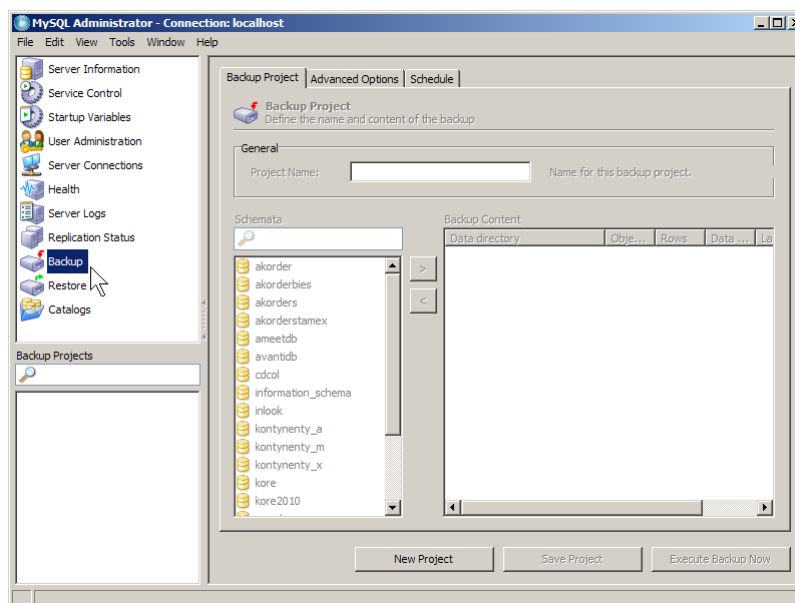 MySQL Administrator - Connection: localhost
File Edit View Tools Window Help
Server Information
Service Control
Startup Variables
User Administration
Server Connections
Health
Server Logs
Replication Status
Backup
Restore
Catalogs
Backup Projects
Backup Project Advanced Options Schedule
Backup Project
Define the name and content of the backup
General
Project Name: Name for this backup project.
Schemata Backup Content
Data directory Obje... Rows Data ... La
> 
<
akorder
akorderbies
akorders
akorderstamex
ameetdb
avantidb
cdcol
information_schema
inlook
kontynenty_a
kontynenty_m
kontynenty_x
kore
kore2010
New Project Save Project Execute Backup Now